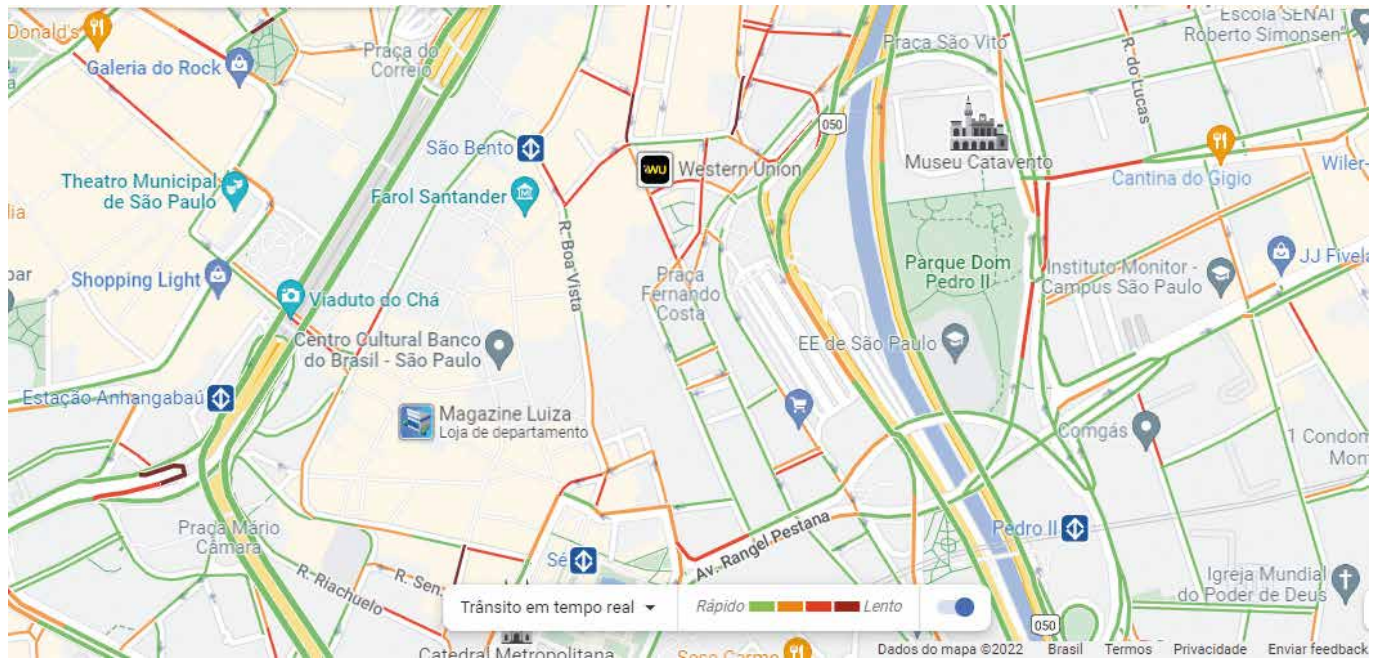 Donald's
Galeria do Rock
Praça do
Correio
Praça São Vito
Escola SENAI
Roberto Simonsen
R. do Lucas
050
São Bento
WU
Western Union
Museu Catavento
Cantina do Gigio
Wiler-
Theatro Municipal
de São Paulo
Farol Santander
lia
R. Boa Vista
bar
Shopping Light
Viaduto do Chá
Praça
Fernando
Costa
Parque Dom
Pedro II
Instituto Monitor -
Campus São Paulo
JJ Fivela
Centro Cultural Banco
do Brasil - São Paulo
EE de São Paulo
Estação Anhangabaú
Magazine Luiza
Loja de departamento
Comgás
1 Condom
Mon
Praça Mário
Câmara
Pedro II
Sé
Av. Rangel Pestana
R. Riachuelo
R. Sen.
Igreja Mundial
do Poder de Deus
Trânsito em tempo real
Rápido
Lento
050
Catedral Metropolitana
Dados do mapa ©2022 Brasil Termos Privacidade Enviar feedback